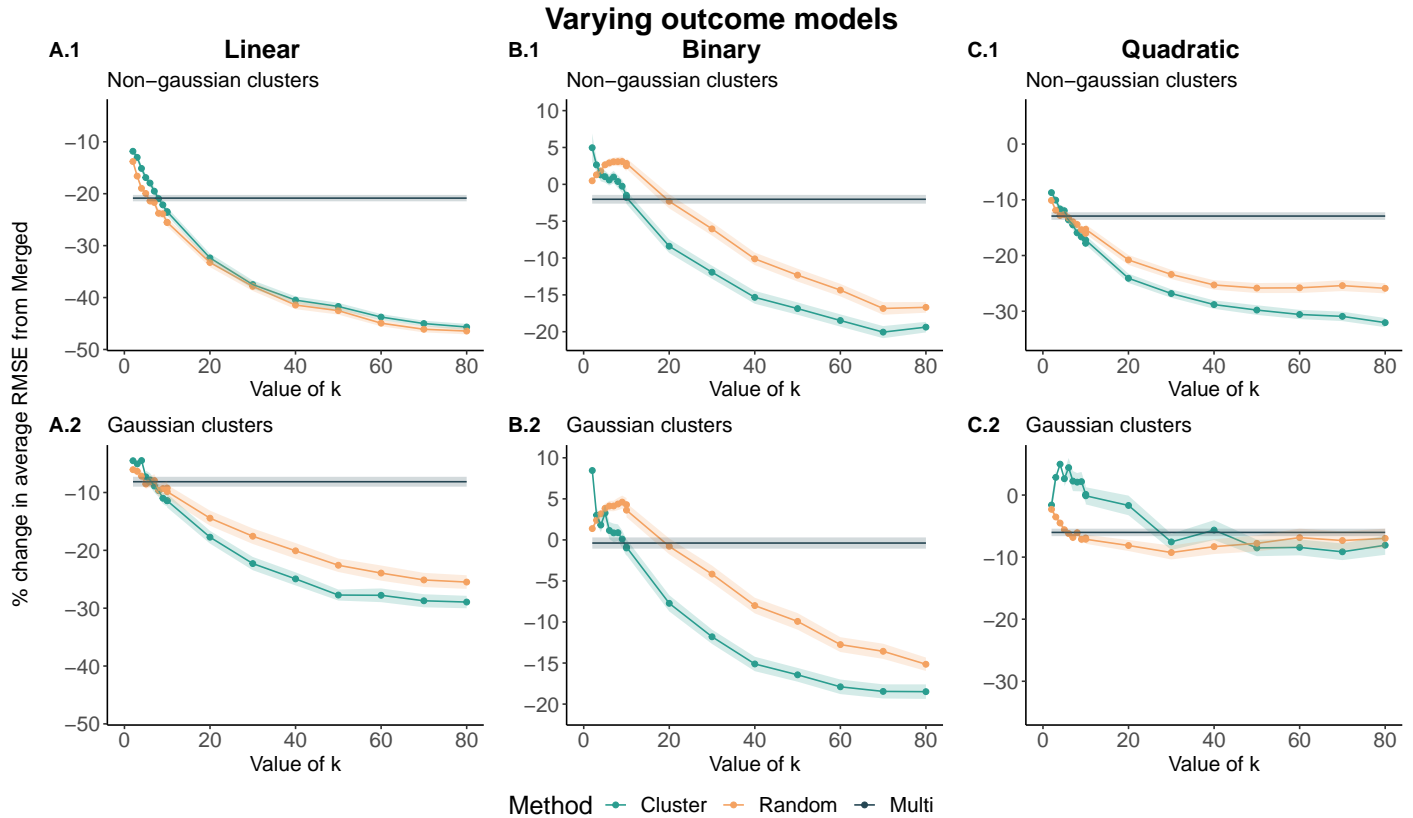 Varying outcome models
A.1 Linear B.1 Binary C.1 Quadratic
Non−gaussian clusters Non−gaussian clusters Non−gaussian clusters
% change in average RMSE from Merged
−10
−20
−30
−40
−50
0 20 40 60 80
Value of k
10
5
0
−5
−10
−15
−20
0 20 40 60 80
Value of k
0
−10
−20
−30
0 20 40 60 80
Value of k
A.2 Gaussian clusters B.2 Gaussian clusters C.2 Gaussian clusters
−10
−20
−30
−40
−50
0 20 40 60 80
Value of k
10
5
0
−5
−10
−15
−20
0 20 40 60 80
Value of k
0
−10
−20
−30
0 20 40 60 80
Value of k
Method Cluster Random Multi